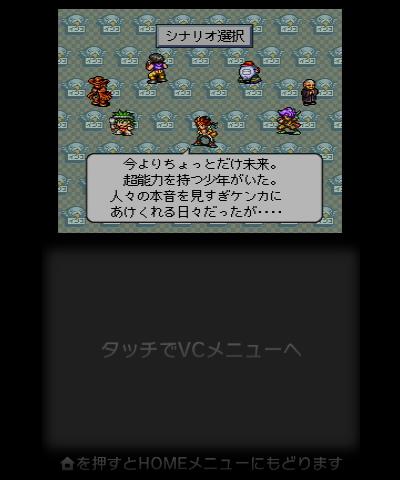 シナリオ選択
今よりちょっとだけ未来。
超能力を持つ少年がいた。
人々の本音を見すぎケンカに
あけくれる日々だったが‥‥
タッチでVCメニューへ
を押すとHOMEメニューにもどります